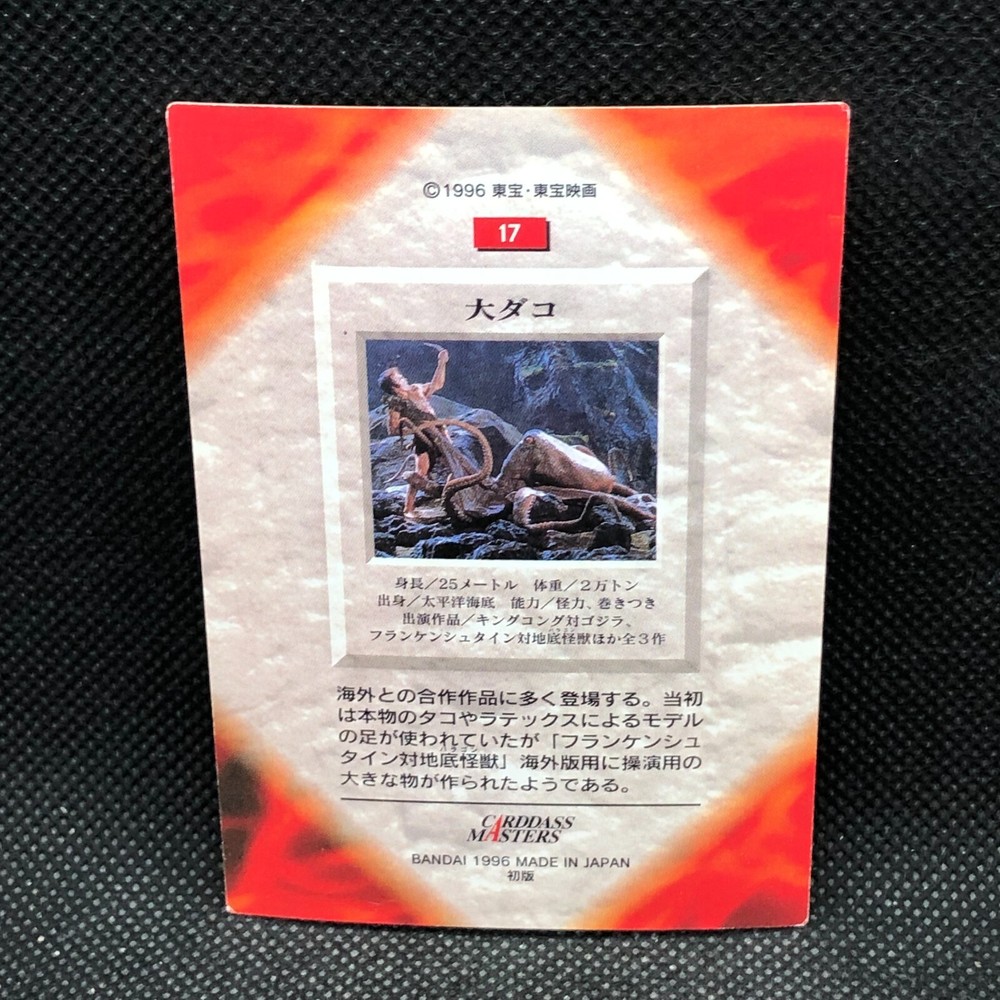 ©1996 東宝・東宝映画
17
大ダコ
身長／25メートル　体重／2万トン
出身／太平洋海底　能力／怪力、巻きつき
出演作品／キングコング対ゴジラ、
フランケンシュタイン対地底怪獣ほか全3作
海外との合作作品に多く登場する。当初
は本物のタコやラテックスによるモデル
の足が使われていたが「フランケンシュ
バラゴン
タイン対地底怪獣」海外版用に操演用の
大きな物が作られたようである。
CARDDASS
MASTERS
BANDAI 1996 MADE IN JAPAN
初版